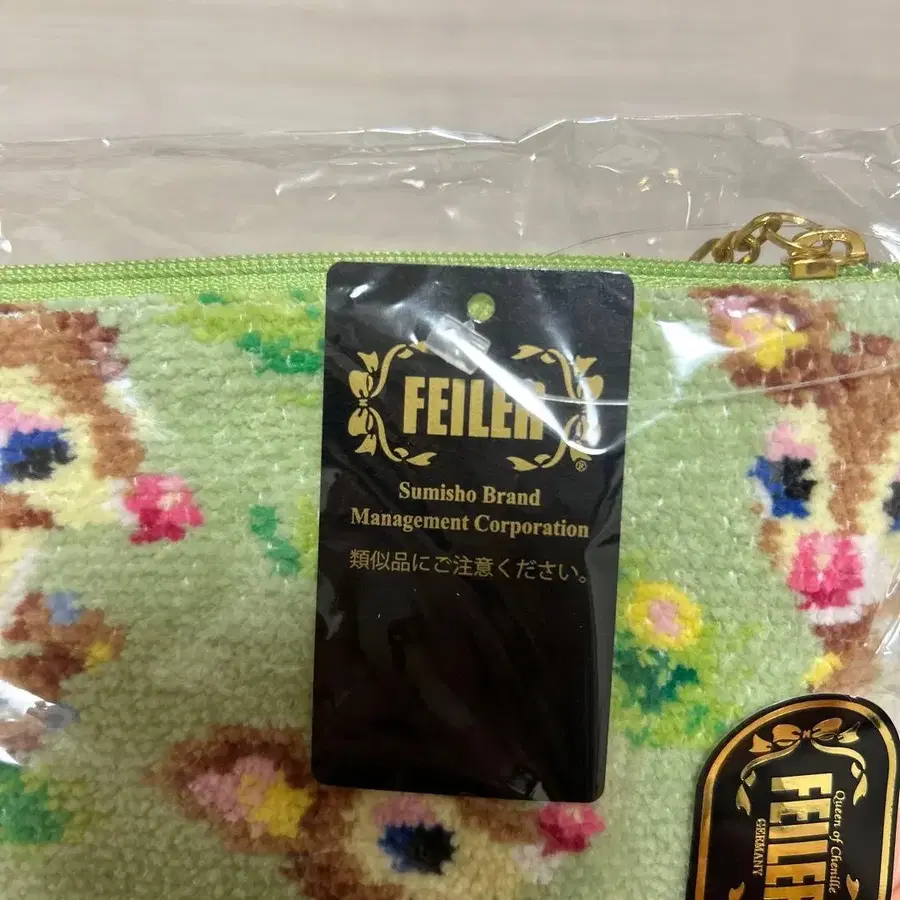 FEILER
®
Sumisho Brand
Management Corporation
類似品にご注意ください。
Queen of Chenille
FEILER
GERMANY